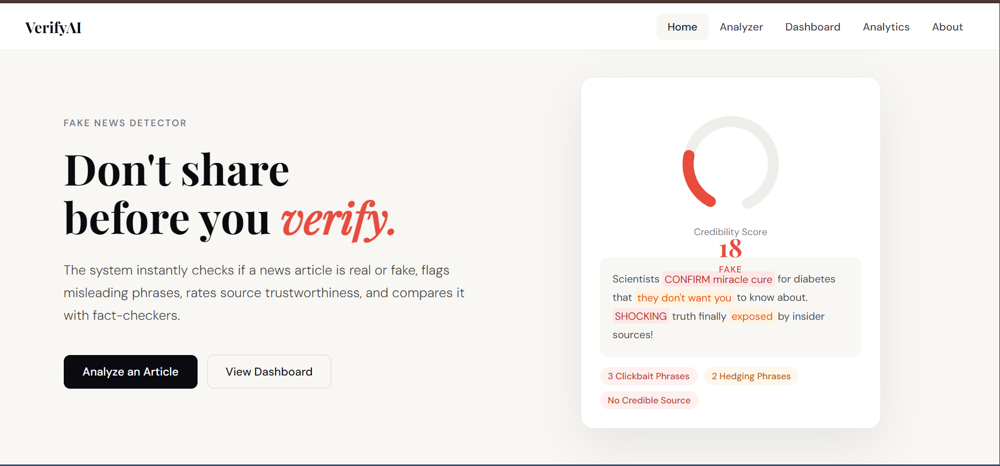 VerifyAI
Home Analyzer Dashboard Analytics About
FAKE NEWS DETECTOR
Don't share
before you verify.
The system instantly checks if a news article is real or fake, flags
misleading phrases, rates source trustworthiness, and compares it
with fact-checkers.
Analyze an Article View Dashboard
Credibility Score
18
FAKE
Scientists CONFIRM miracle cure for diabetes
that they don't want you to know about.
SHOCKING truth finally exposed by insider
sources!
3 Clickbait Phrases 2 Hedging Phrases
No Credible Source